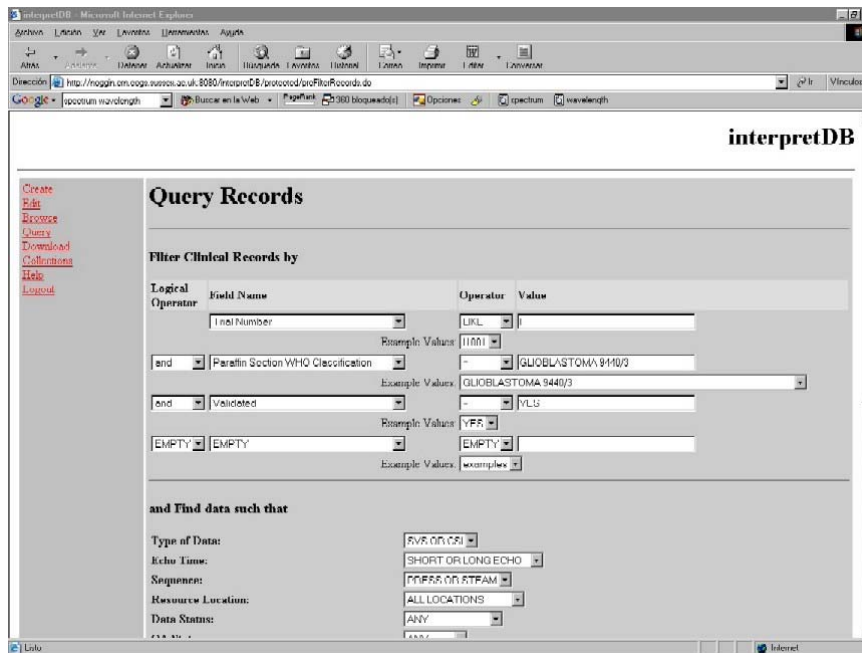 interpretDB - Microsoft Internet Explorer
Archivo Edición Ver Favoritos Herramientas Ayuda
Atrás Adelante Detener Actualizar Inicio Búsqueda Favoritos Historial Correo Imprimir Editar Conversar
Dirección http://noggin.crn.cogs.sussex.ac.uk:8080/interpretDB/protected/preFilterRecords.do Ir Vínculos
Google spectrum wavelength Buscar en la Web PageRank 360 bloqueado(s) Opciones spectrum wavelength
interpretDB
Create
Edit
Browse
Query
Download
Collections
Help
Logout
Query Records
Filter Clinical Records by
Logical Operator Field Name Operator Value
Trial Number LIKE I
Example Values: I1001
and Paraffin Section WHO Classification = GLIOBLASTOMA 9440/3
Example Values: GLIOBLASTOMA 9440/3
and Validated = YES
Example Values: YES
EMPTY EMPTY EMPTY
Example Values: examples
and Find data such that
Type of Data: SVS OR CSI
Echo Time: SHORT OR LONG ECHO
Sequence: PRESS OR STEAM
Resource Location: ALL LOCATIONS
Data Status: ANY
Listo Internet